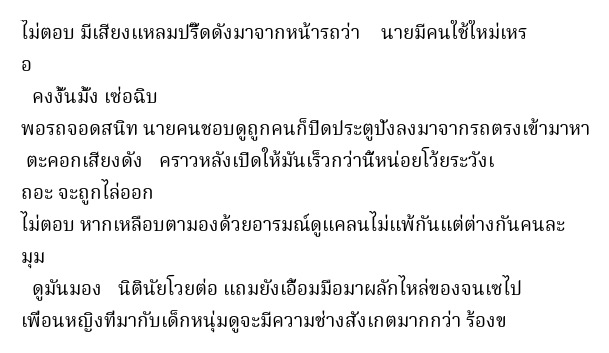 ไม่ตอบ มีเสียงแหลมปรี๊ดดังมาจากหน้ารถว่า    นายมีคนใช้ใหม่เหร
อ
คงงั้นมั้ง เซ่อฉิบ
พอรถจอดสนิท นายคนชอบดูถูกคนก็ปิดประตูปังลงมาจากรถตรงเข้ามาหา
ตะคอกเสียงดัง   คราวหลังเปิดให้มันเร็วกว่านี้หน่อยโว้ยระวังเ
ถอะ จะถูกไล่ออก
ไม่ตอบ หากเหลือบตามองด้วยอารมณ์ดูแคลนไม่แพ้กันแต่ต่างกันคนละ
มุม
ดูมันมอง   นิตินัยโวยต่อ แถมยังเอื้อมมือมาผลักไหล่ของจนเซไป
เพื่อนหญิงที่มากับเด็กหนุ่มดูจะมีความช่างสังเกตมากกว่า ร้องข